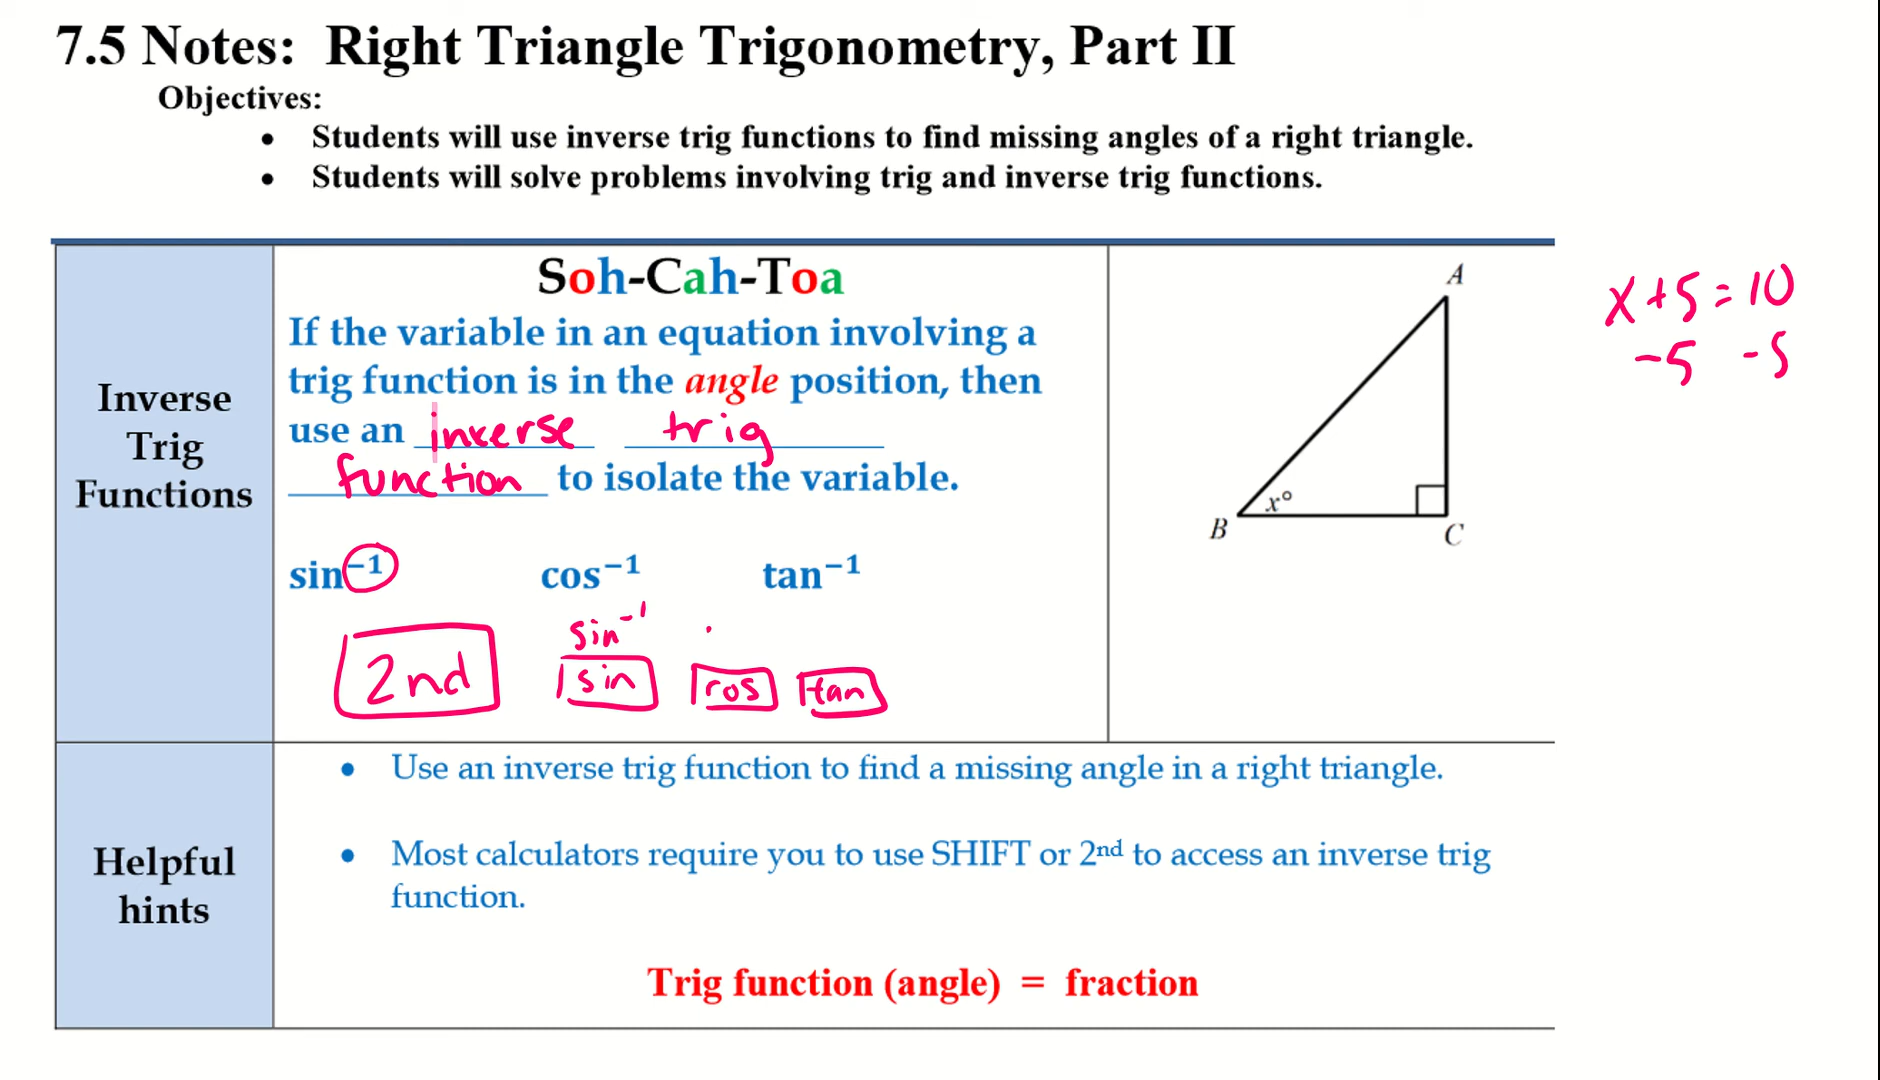 7.5 Notes: Right Triangle Trigonometry, Part II
Objectives:
• Students will use inverse trig functions to find missing angles of a right triangle.
• Students will solve problems involving trig and inverse trig functions.
Inverse
Trig
Functions
Soh-Cah-Toa
If the variable in an equation involving a
trig function is in the angle position, then
use an inverse trig
function to isolate the variable.
sin⁻¹ cos⁻¹ tan⁻¹
sin⁻¹
2nd sin cos tan
A
B
x°
C
x+5=10
-5 -5
Helpful
hints
• Use an inverse trig function to find a missing angle in a right triangle.
• Most calculators require you to use SHIFT or 2nd to access an inverse trig
function.
Trig function (angle) = fraction